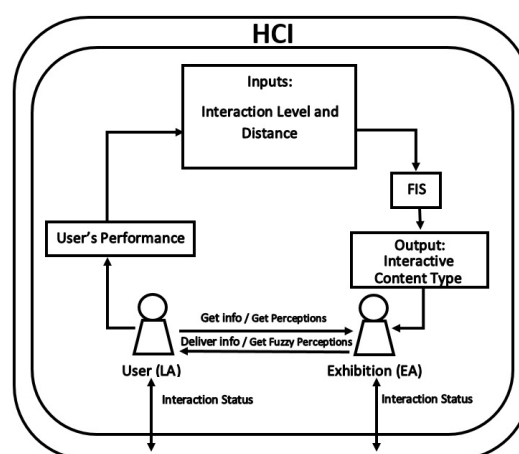 HCI
Inputs:
Interaction Level and
Distance
FIS
User's Performance
Output:
Interactive
Content Type
Get info / Get Perceptions
Deliver info / Get Fuzzy Perceptions
User (LA)
Exhibition (EA)
Interaction Status
Interaction Status